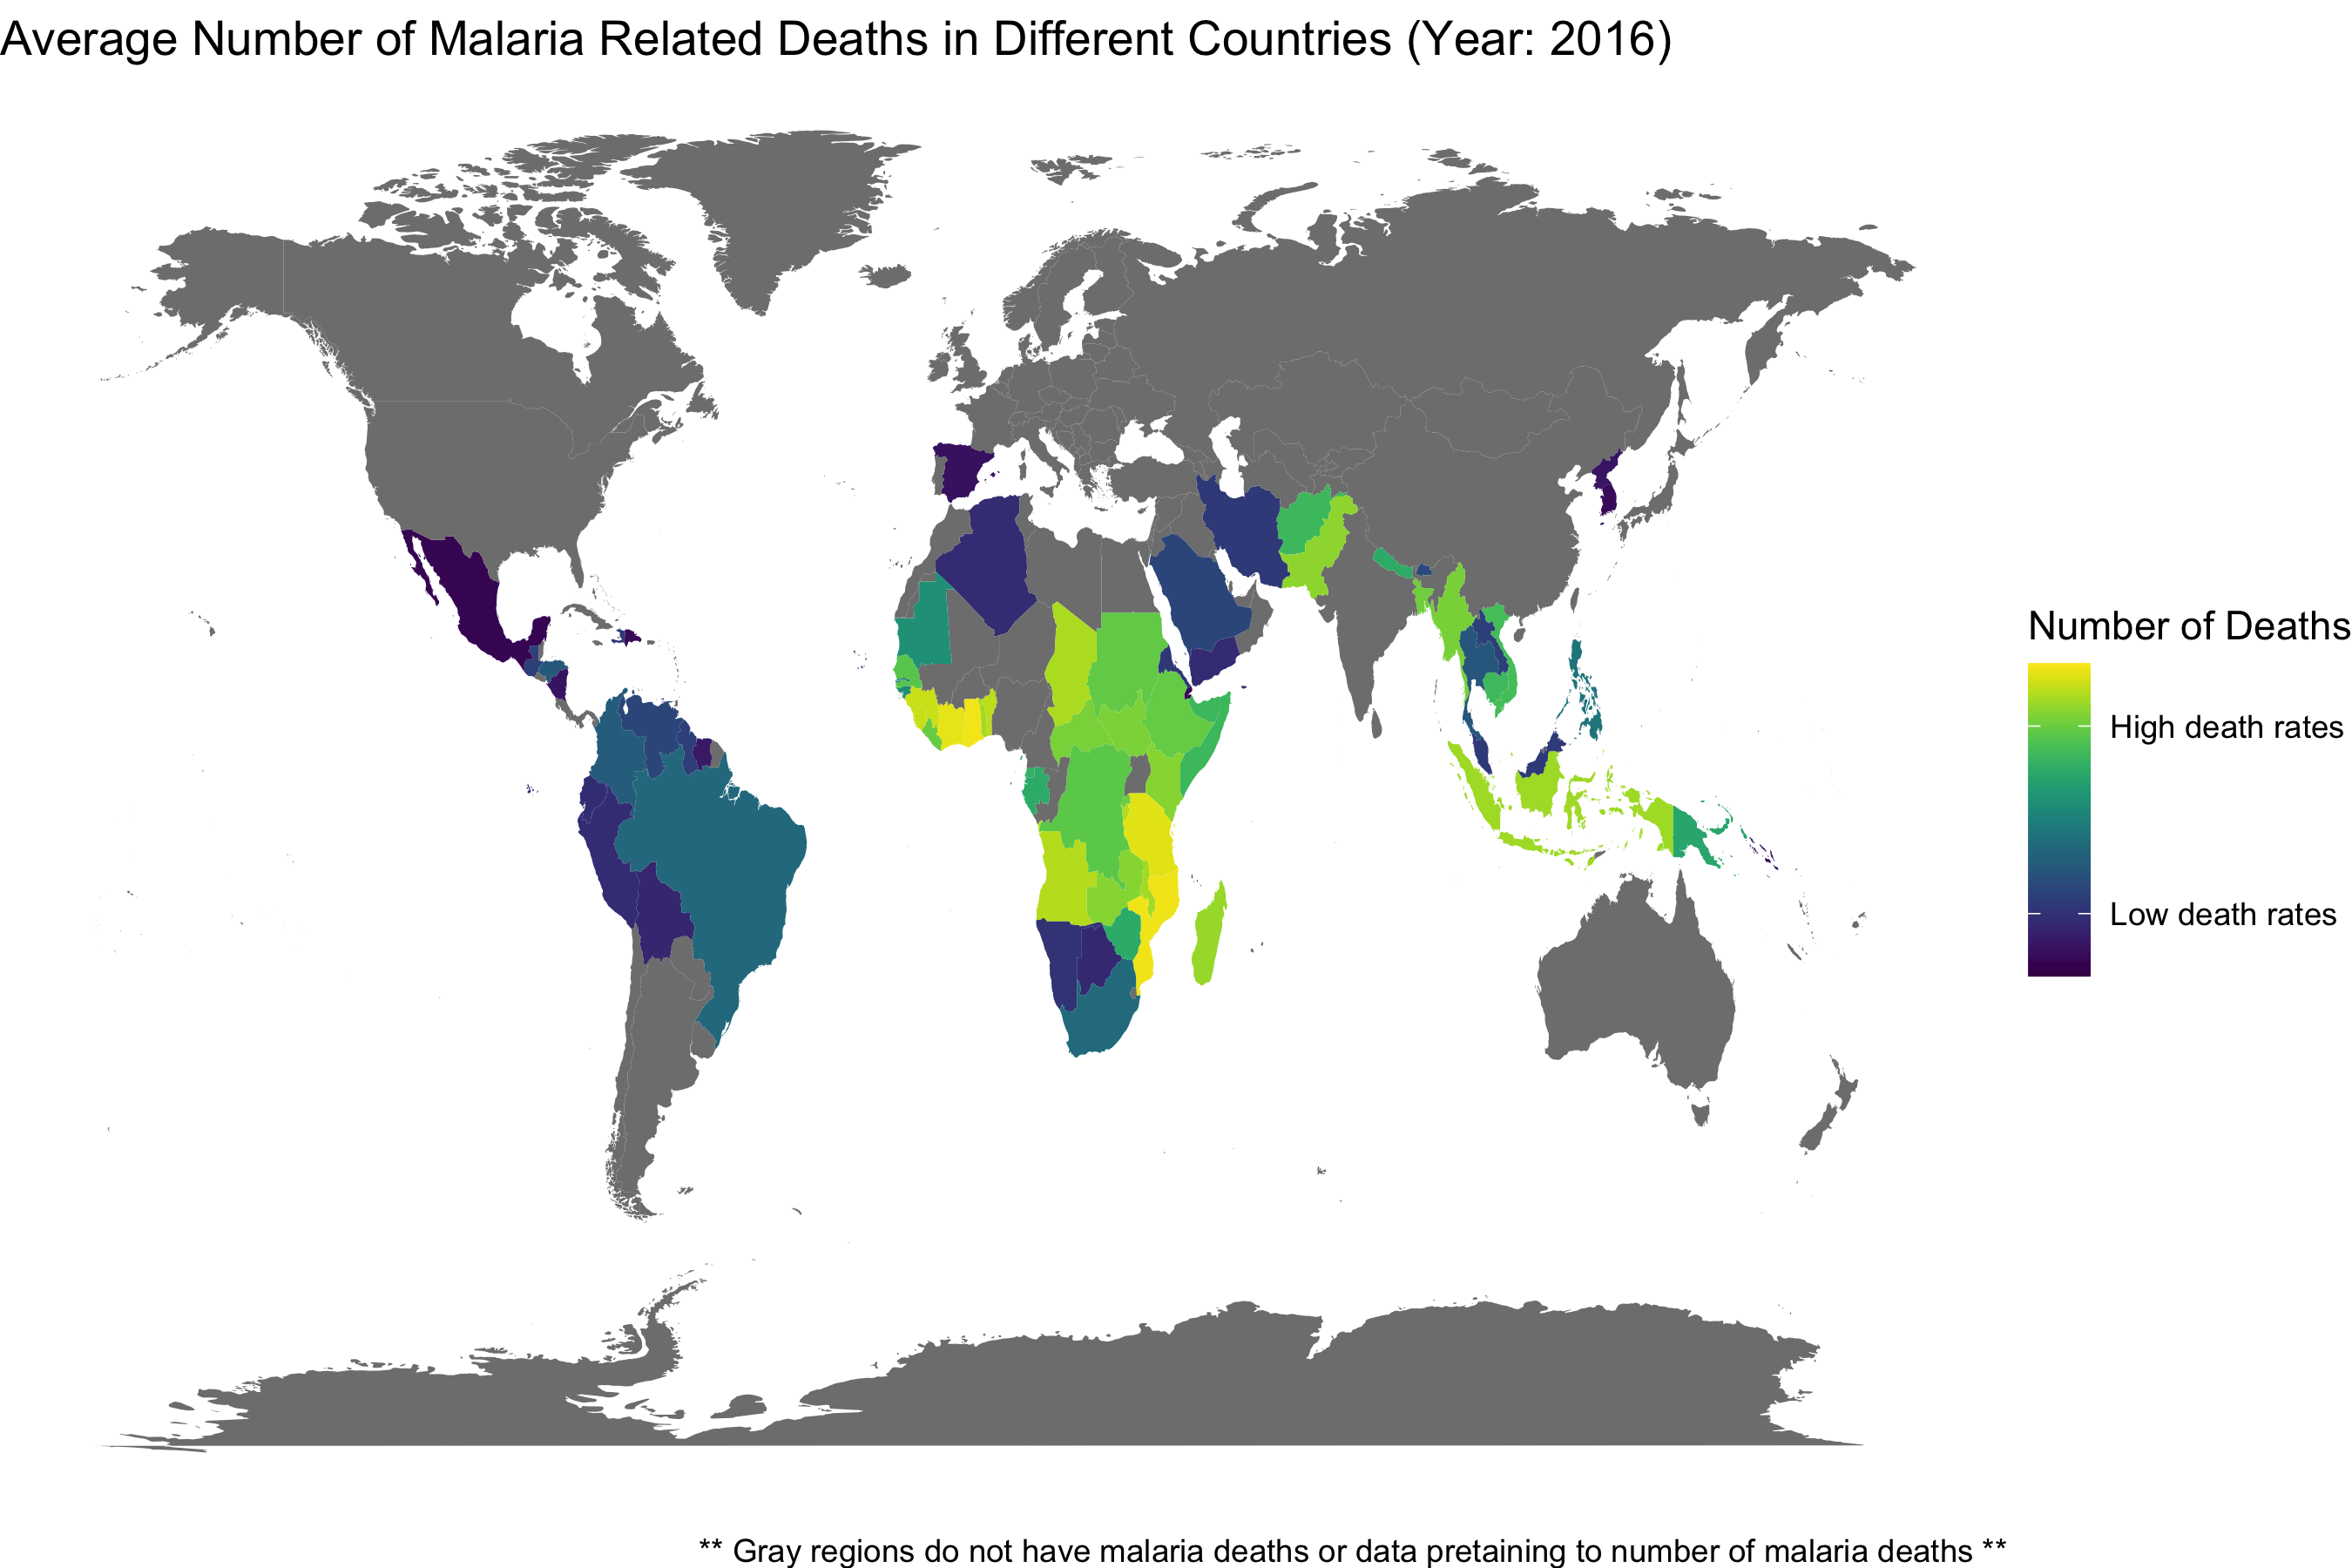 Average Number of Malaria Related Deaths in Different Countries (Year: 2016)
Number of Deaths
High death rates
Low death rates
** Gray regions do not have malaria deaths or data pretaining to number of malaria deaths **